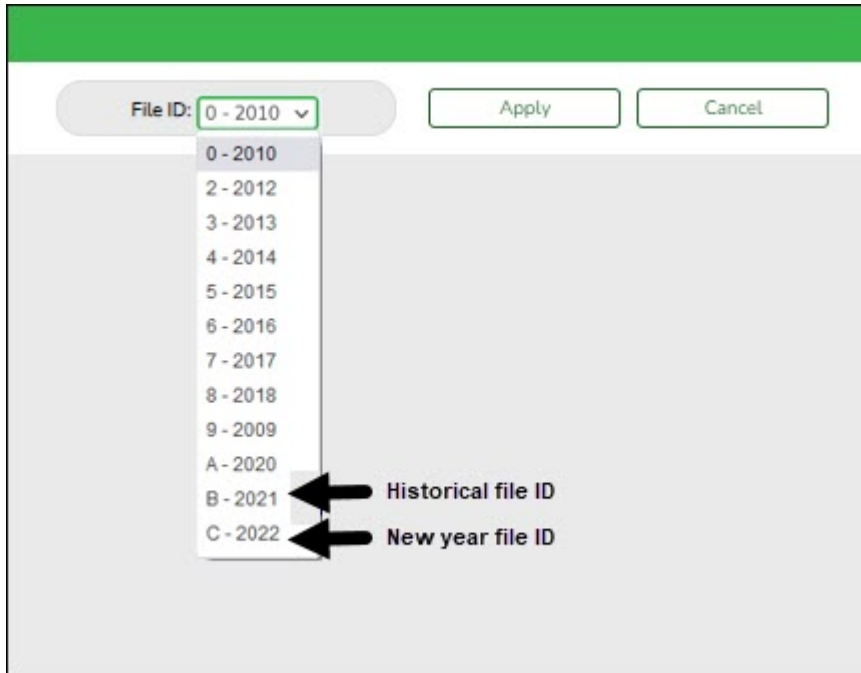 File ID: 0 - 2010 Apply Cancel
0 - 2010
2 - 2012
3 - 2013
4 - 2014
5 - 2015
6 - 2016
7 - 2017
8 - 2018
9 - 2009
A - 2020
B - 2021 Historical file ID
C - 2022 New year file ID